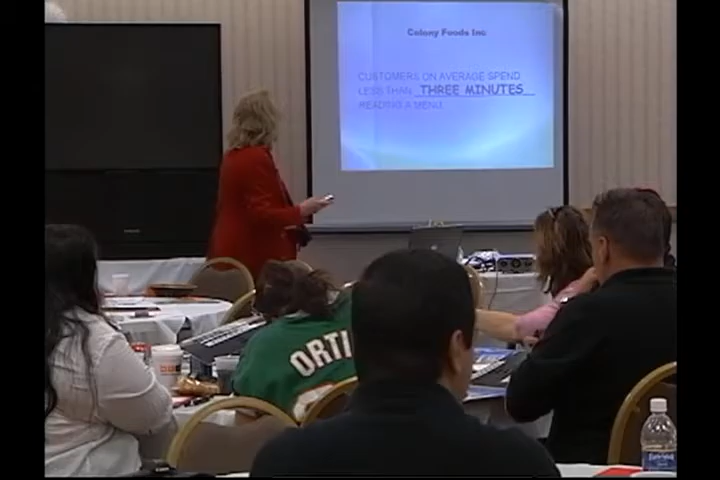 Colony Foods Inc
CUSTOMERS ON AVERAGE SPEND
LESS THAN THREE MINUTES
READING A MENU.
ORTI